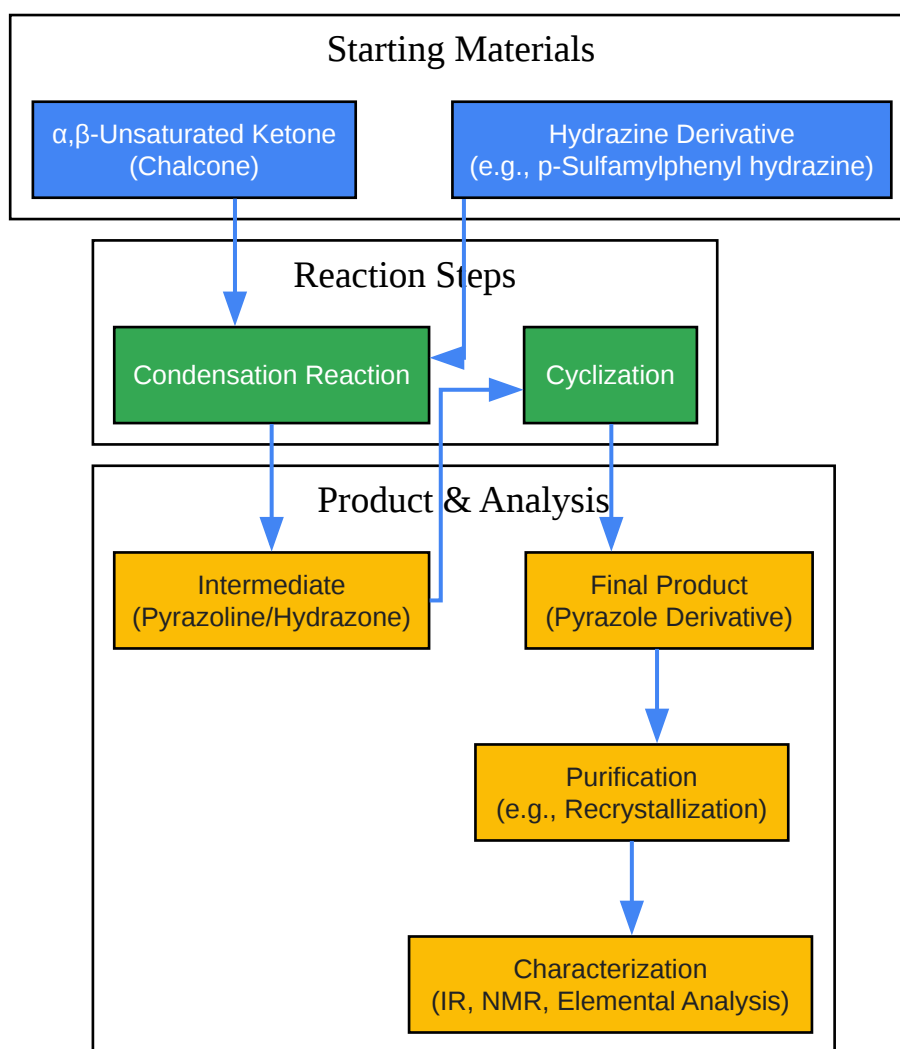 Starting Materials
α,β-Unsaturated Ketone
(Chalcone)
Hydrazine Derivative
(e.g., p-Sulfamylphenyl hydrazine)
Reaction Steps
Condensation Reaction
Cyclization
Product & Analysis
Intermediate
(Pyrazoline/Hydrazone)
Final Product
(Pyrazole Derivative)
Purification
(e.g., Recrystallization)
Characterization
(IR, NMR, Elemental Analysis)